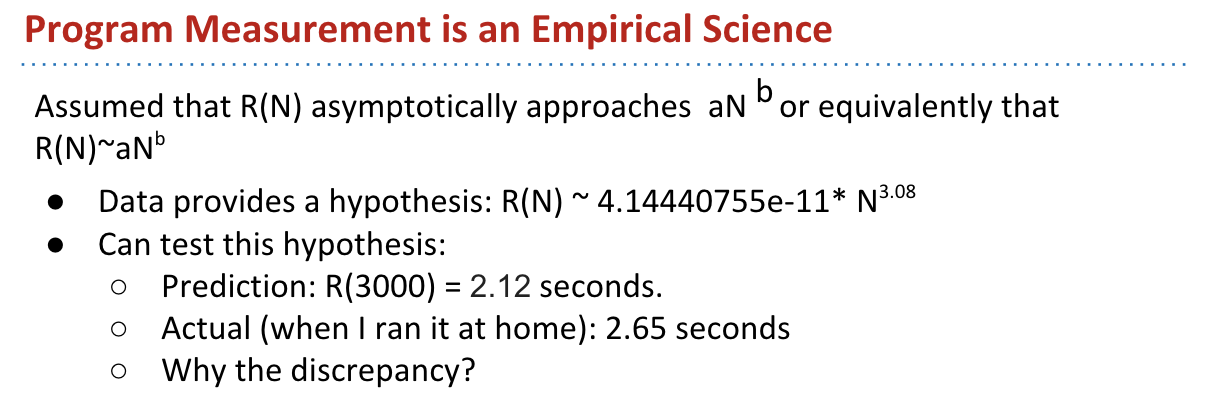 Program Measurement is an Empirical Science
Assumed that R(N) asymptotically approaches aN b or equivalently that
R(N)~aNᵇ
● Data provides a hypothesis: R(N) ~ 4.14440755e-11* N³·⁰⁸
● Can test this hypothesis:
○ Prediction: R(3000) = 2.12 seconds.
○ Actual (when I ran it at home): 2.65 seconds
○ Why the discrepancy?